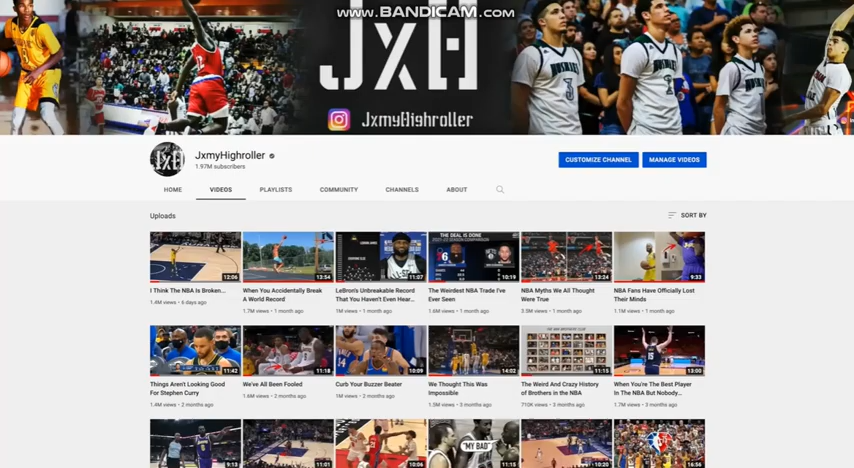 www.BANDICAM.com
JxH
JxmyHighroller
JxmyHighroller
1.97M subscribers
CUSTOMIZE CHANNEL
MANAGE VIDEOS
HOME
VIDEOS
PLAYLISTS
COMMUNITY
CHANNELS
ABOUT
Uploads
SORT BY
12:06
13:54
11:07
THE DEAL IS DONE
10:19
13:24
9:33
I Think The NBA Is Broken...
1.4M views • 6 days ago
When You Accidentally Break
A World Record
1.7M views • 1 month ago
LeBron's Unbreakable Record
That You Haven't Even Hear...
1M views • 1 month ago
The Weirdest NBA Trade I've
Ever Seen
1.6M views • 1 month ago
NBA Myths We All Thought
Were True
3.5M views • 1 month ago
NBA Fans Have Officially Lost
Their Minds
1.1M views • 1 month ago
11:42
11:18
10:09
14:02
11:15
13:00
Things Aren't Looking Good
For Stephen Curry
1.4M views • 2 months ago
We've All Been Fooled
1.6M views • 2 months ago
Curb Your Buzzer Beater
1M views • 2 months ago
We Thought This Was
Impossible
The Weird And Crazy History
of Brothers in the NBA
710K views • 3 months ago
When You're The Best Player
In The NBA But Nobody...
1.7M views • 3 months ago
9:13
11:01
10:06
"MY BAD"
11:15
10:20
16:56